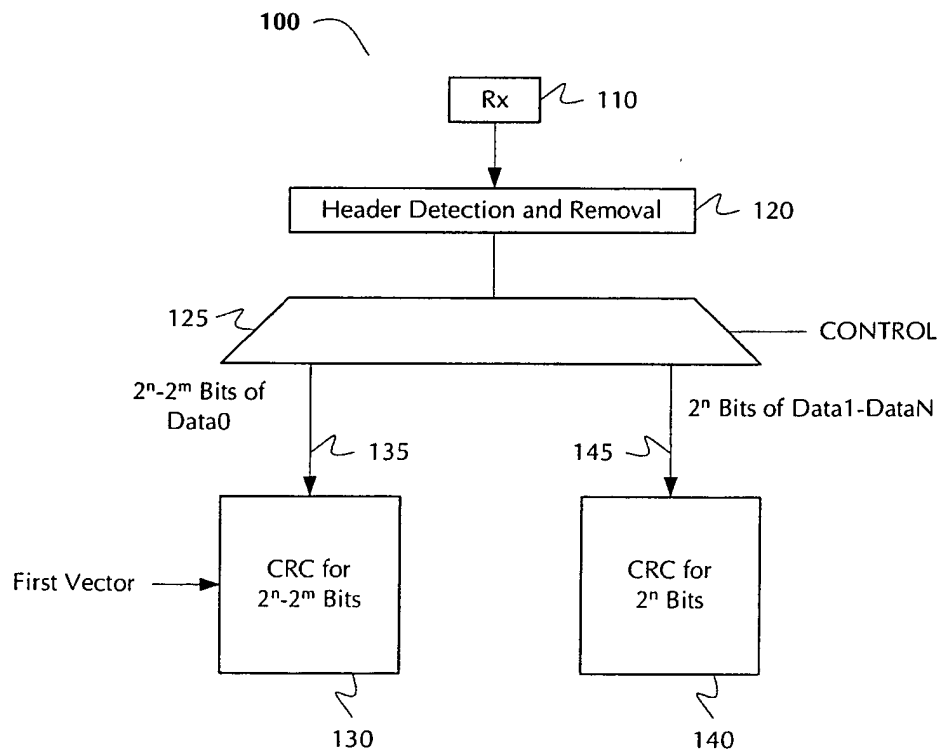 100
Rx
110
Header Detection and Removal
120
125
CONTROL
2ⁿ-2ᵐ Bits of
Data0
2ⁿ Bits of Data1-DataN
135
145
First Vector
CRC for
2ⁿ-2ᵐ Bits
CRC for
2ⁿ Bits
130
140